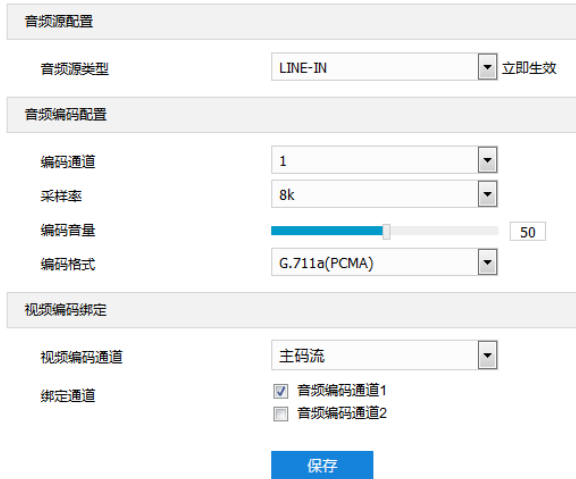 音频源配置
音频源类型 LINE-IN 立即生效
音频编码配置
编码通道 1
采样率 8k
编码音量 50
编码格式 G.711a(PCMA)
视频编码绑定
视频编码通道 主码流
绑定通道 音频编码通道1
音频编码通道2
保存